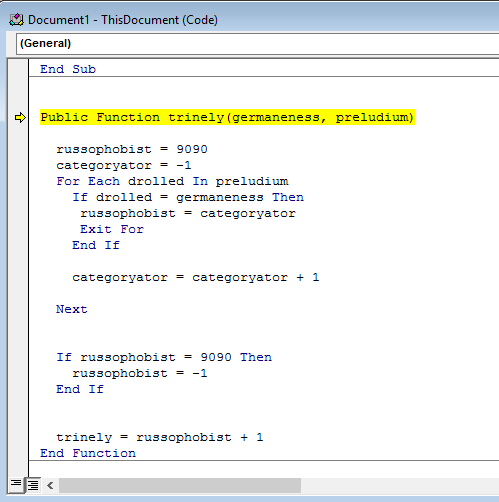 Document1 - ThisDocument (Code)
(General)
End Sub
Public Function trinely(germaneness, preludium)
russophobist = 9090
categoryator = -1
For Each drolled In preludium
If drolled = germaneness Then
russophobist = categoryator
Exit For
End If
categoryator = categoryator + 1
Next
If russophobist = 9090 Then
russophobist = -1
End If
trinely = russophobist + 1
End Function